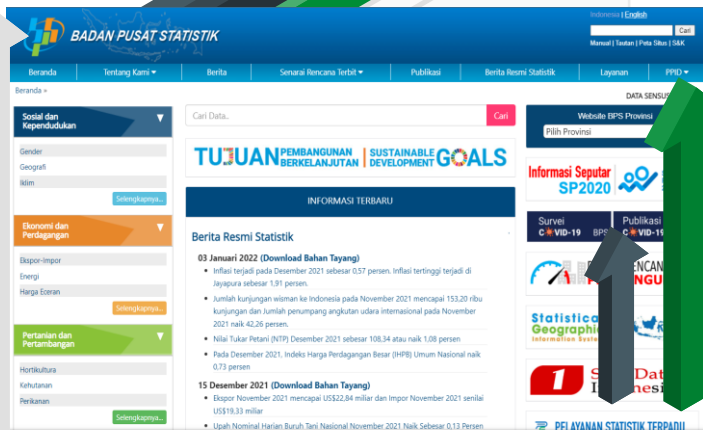 Indonesia | English
BADAN PUSAT STATISTIK
Cari
Manual | Tautan | Peta Situs | S&K
Beranda
Tentang Kami
Berita
Senarai Rencana Terbit
Publikasi
Berita Resmi Statistik
Layanan
PPID
Beranda »
DATA SENSUS
Sosial dan
Kependudukan
Gender
Geografi
Iklim
Selengkapnya...
Ekonomi dan
Perdagangan
Ekspor-Impor
Energi
Harga Eceran
Selengkapnya...
Pertanian dan
Pertambangan
Hortikultura
Kehutanan
Perikanan
Selengkapnya...
Cari Data..
Cari
TUJUAN PEMBANGUNAN BERKELANJUTAN | SUSTAINABLE DEVELOPMENT GOALS
INFORMASI TERBARU
Berita Resmi Statistik
03 Januari 2022 (Download Bahan Tayang)
Inflasi terjadi pada Desember 2021 sebesar 0,57 persen. Inflasi tertinggi terjadi di
Jayapura sebesar 1,91 persen.
Jumlah kunjungan wisman ke Indonesia pada November 2021 mencapai 153,20 ribu
kunjungan dan Jumlah penumpang angkutan udara internasional pada November
2021 naik 42,26 persen.
Nilai Tukar Petani (NTP) Desember 2021 sebesar 108,34 atau naik 1.08 persen
Pada Desember 2021, Indeks Harga Perdagangan Besar (IHPB) Umum Nasional naik
0,73 persen
15 Desember 2021 (Download Bahan Tayang)
Ekspor November 2021 mencapai US$22,84 miliar dan Impor November 2021 senilai
US$19,33 miliar
Upah Nominal Harian Buruh Tani Nasional November 2021 Naik Sebesar 0,13 Persen
Website BPS Provinsi
Pilih Provinsi
Informasi Seputar
SP2020
Survei
COVID-19 BPS
Publikasi
COVID-19
Statistical
Geographic
Information System
1
PELAYANAN STATISTIK TERPADU